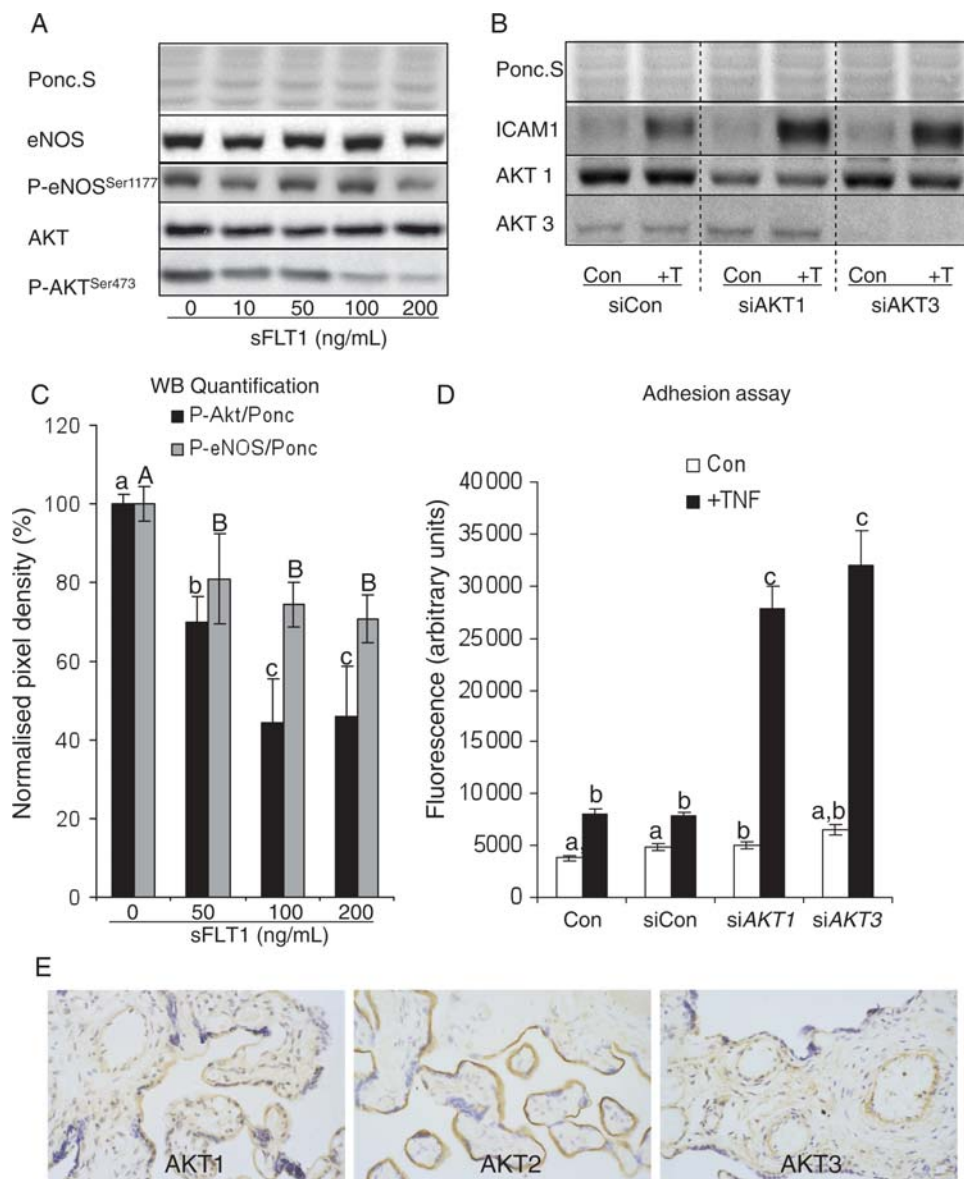 A
Ponc.S
eNOS
P-eNOSSer1177
AKT
P-AKTSer473
0 10 50 100 200
sFLT1 (ng/mL)
B
Ponc.S
ICAM1
AKT 1
AKT 3
Con +T Con +T Con +T
siCon siAKT1 siAKT3
C
WB Quantification
P-Akt/Ponc
P-eNOS/Ponc
Normalised pixel density (%)
120
100
80
60
40
20
0
a A
b B
c B
c B
0 50 100 200
sFLT1 (ng/mL)
D
Adhesion assay
Con
+TNF
Fluorescence (arbitrary units)
40 000
35 000
30 000
25 000
20 000
15 000
10 000
5000
0
a, b
a b
b c
a,b c
Con siCon siAKT1 siAKT3
E
AKT1 AKT2 AKT3